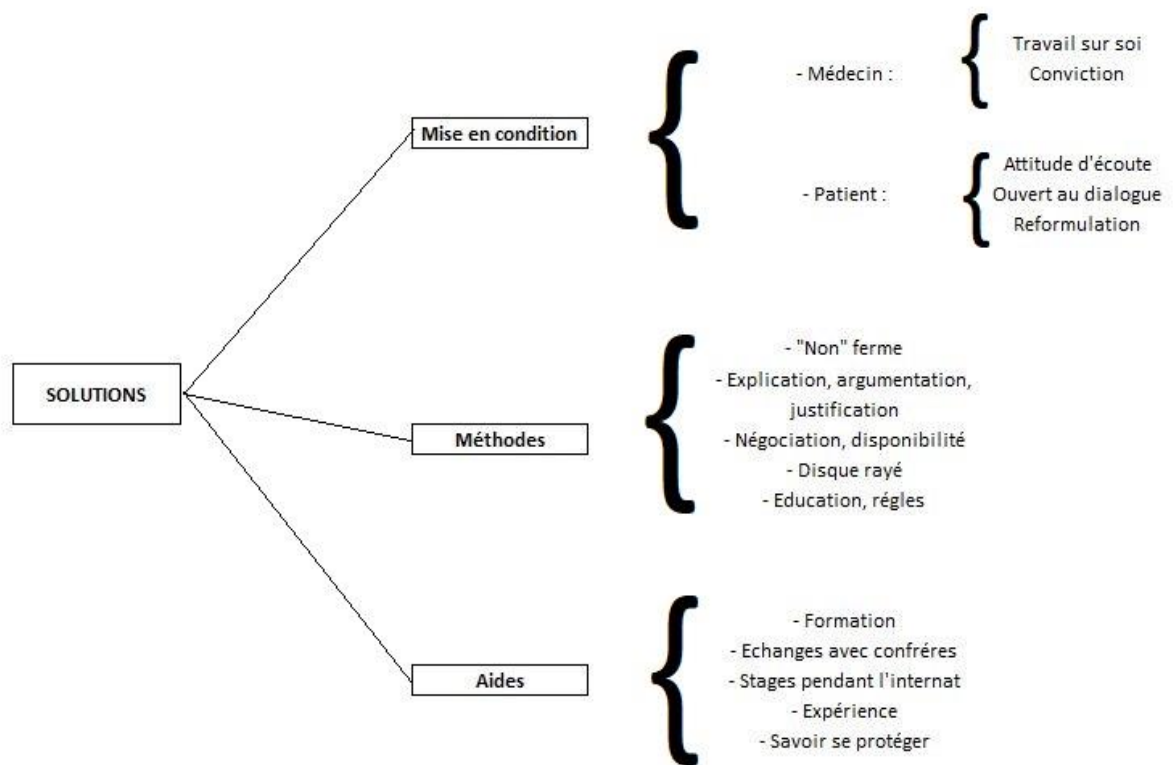 SOLUTIONS
Mise en condition
- Médecin :
Travail sur soi
Conviction
- Patient :
Attitude d'écoute
Ouvert au dialogue
Reformulation
Méthodes
- "Non" ferme
- Explication, argumentation,
justification
- Négociation, disponibilité
- Disque rayé
- Education, régles
Aides
- Formation
- Echanges avec confréres
- Stages pendant l'internat
- Expérience
- Savoir se protéger